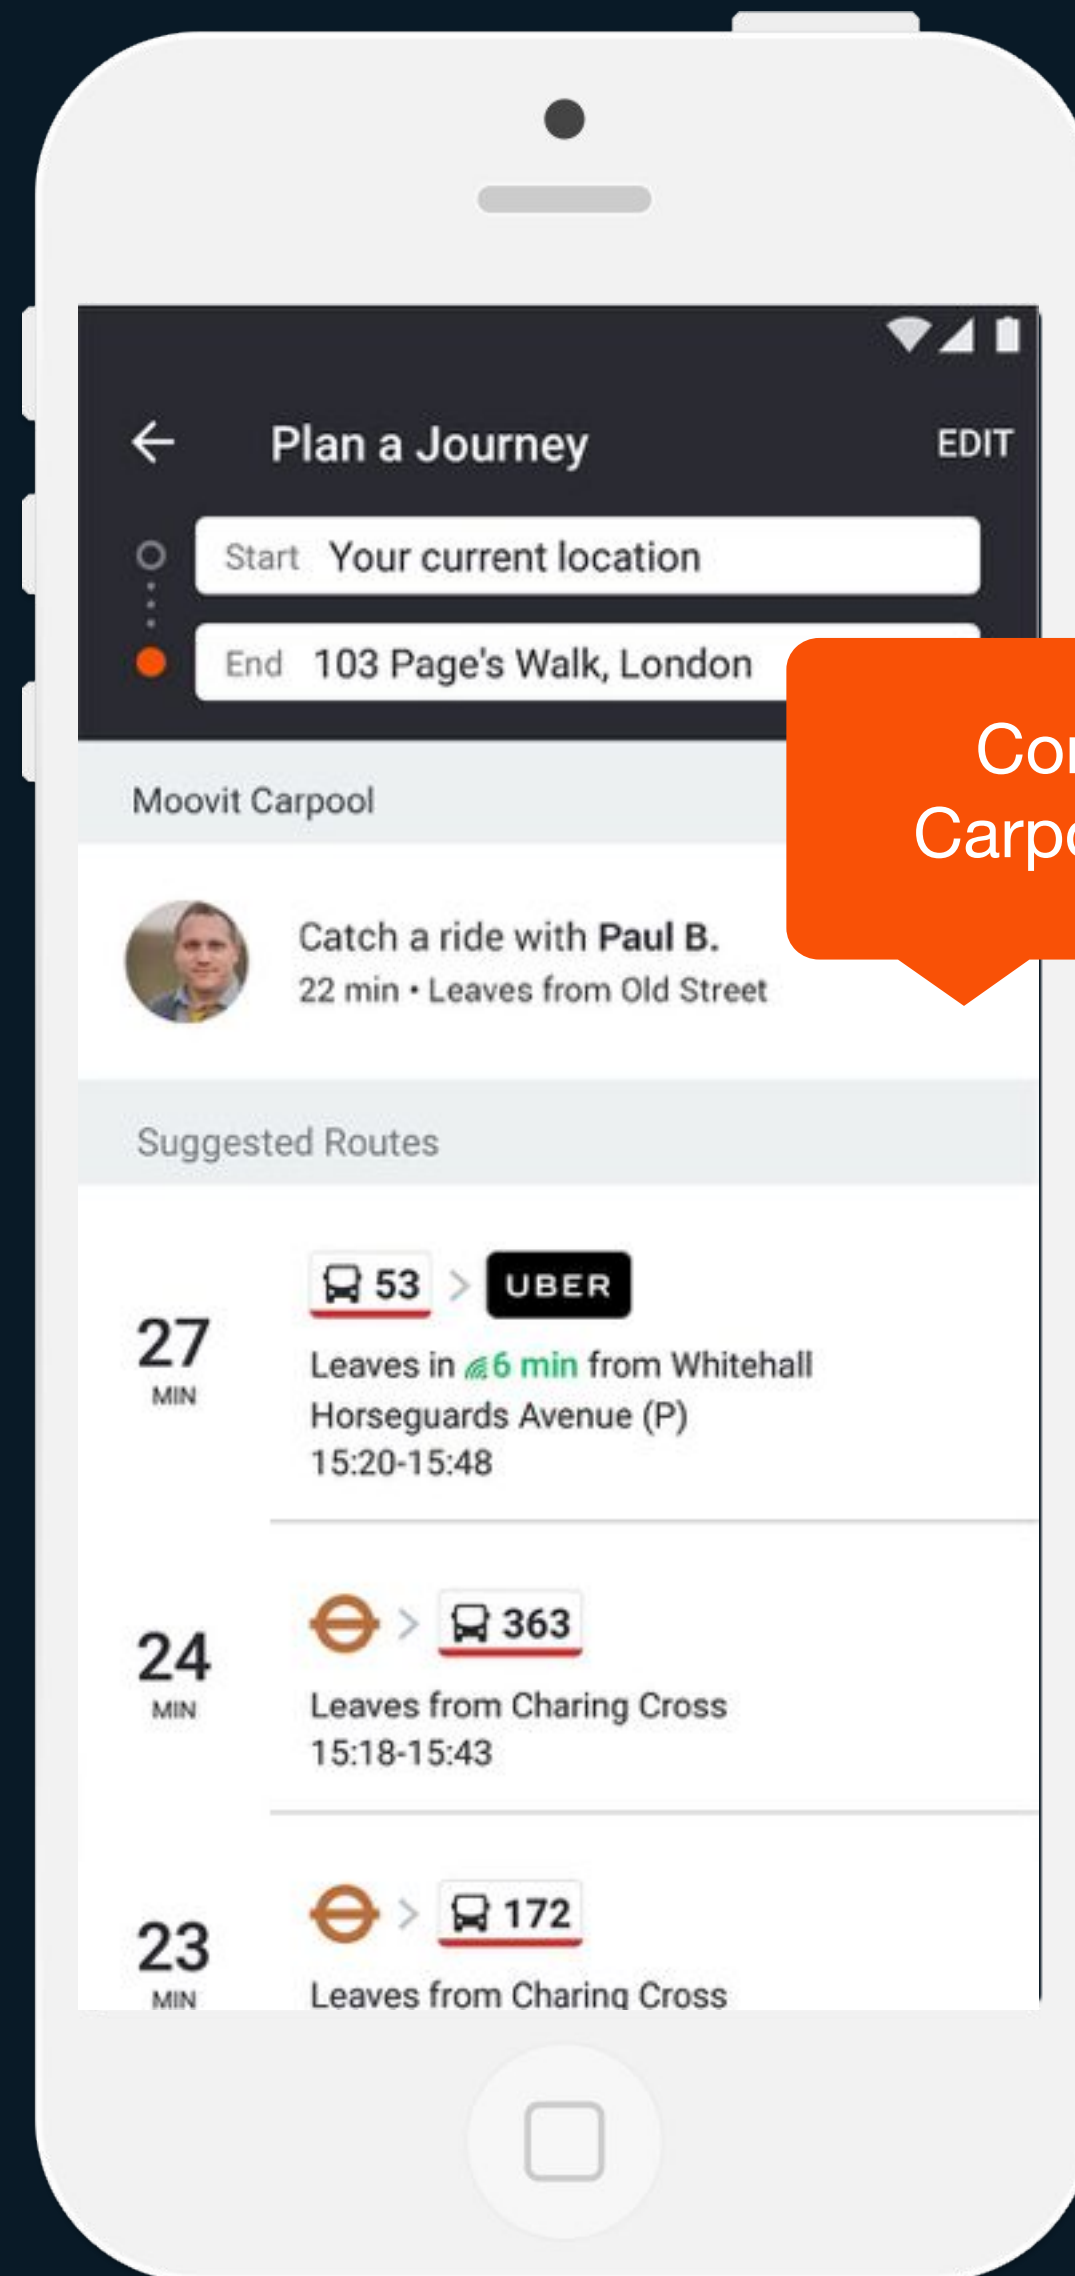 Plan a Journey EDIT
Start Your current location
End 103 Page's Walk, London
Moovit Carpool
Catch a ride with Paul B.
22 min • Leaves from Old Street
Suggested Routes
53 > UBER
27
MIN
Leaves in 6 min from Whitehall
Horseguards Avenue (P)
15:20-15:48
> 363
24
MIN
Leaves from Charing Cross
15:18-15:43
> 172
23
MIN
Leaves from Charing Cross